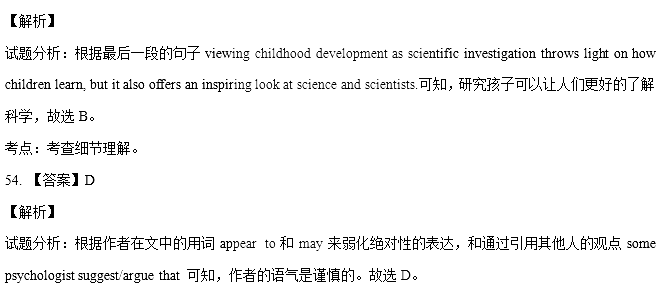 【解析】
试题分析：根据最后一段的句子 viewing childhood development as scientific investigation throws light on how
children learn, but it also offers an inspiring look at science and scientists.可知，研究孩子可以让人们更好的了解
科学，故选 B。
考点：考查细节理解。
54. 【答案】D
【解析】
试题分析：根据作者在文中的用词 appear to 和 may 来弱化绝对性的表达，和通过引用其他人的观点 some
psychologist suggest/argue that 可知，作者的语气是谨慎的。故选 D。